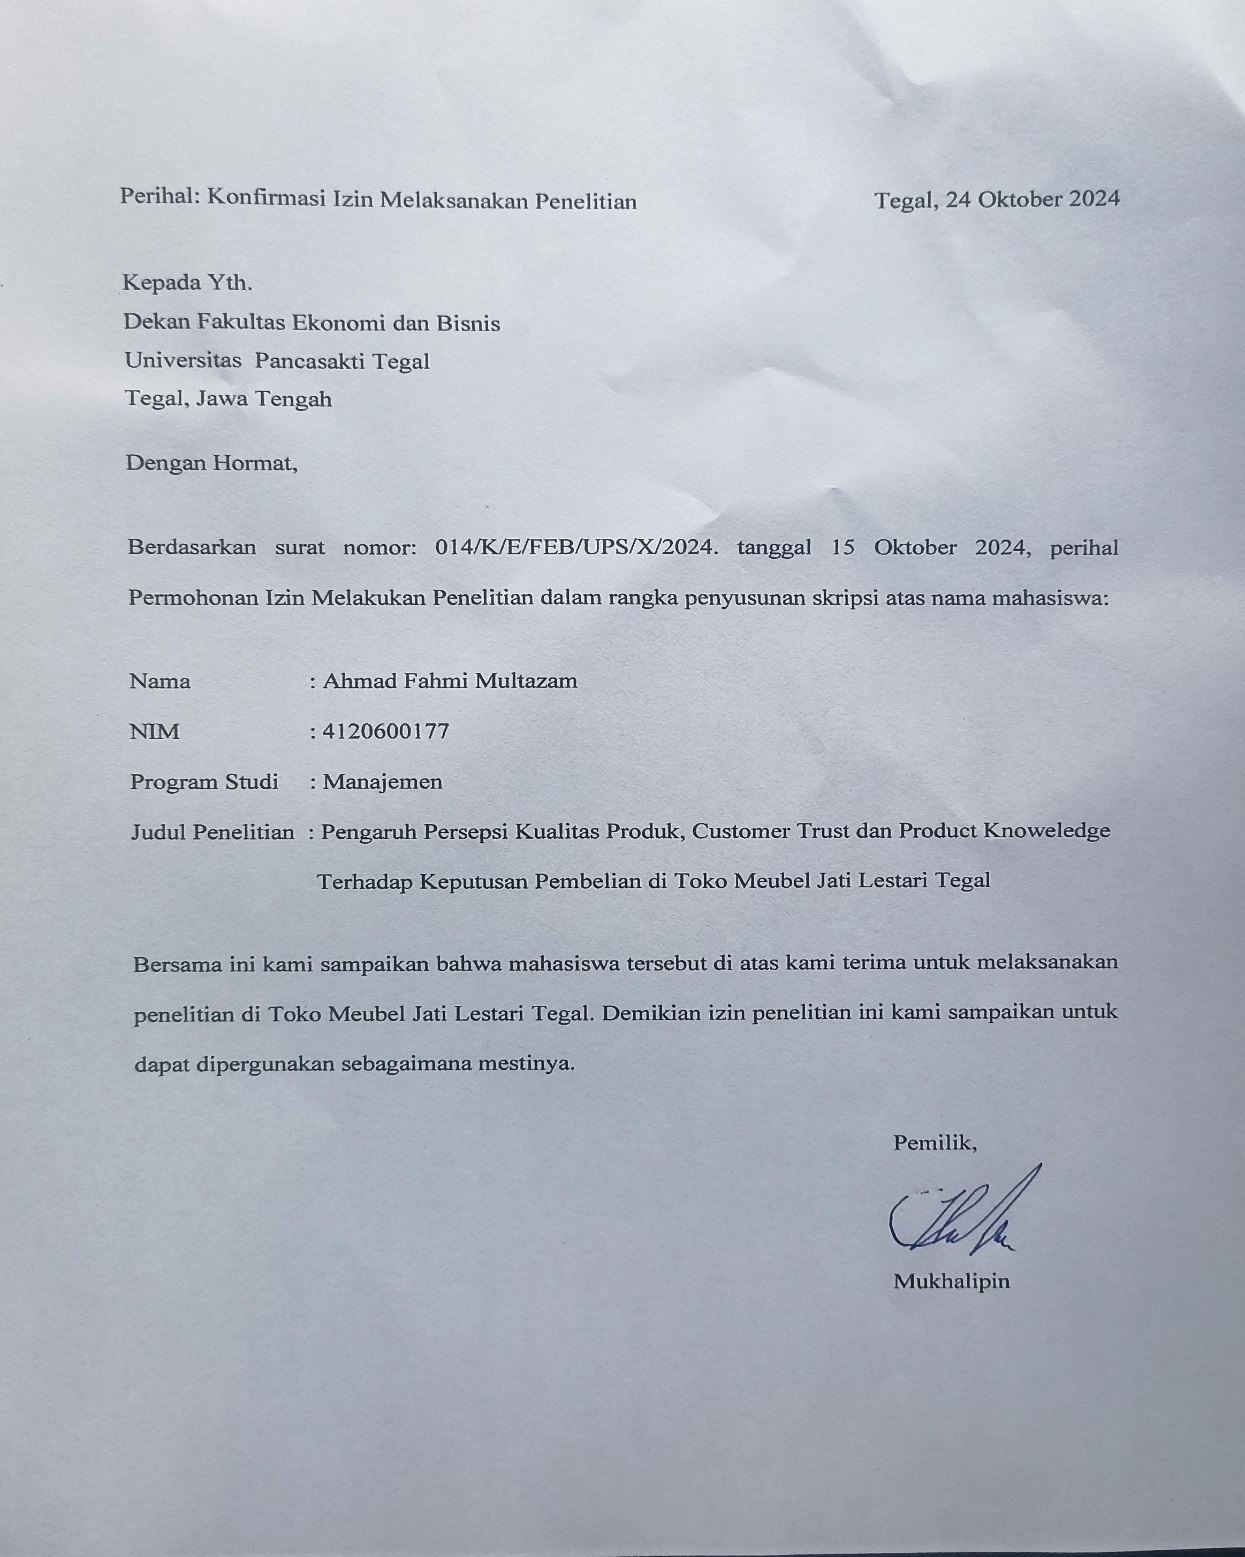 Perihal: Konfirmasi Izin Melaksanakan Penelitian Tegal, 24 Oktober 2024
Kepada Yth.
Dekan Fakultas Ekonomi dan Bisnis
Universitas Pancasakti Tegal
Tegal, Jawa Tengah
Dengan Hormat,
Berdasarkan surat nomor: 014/K/E/FEB/UPS/X/2024. tanggal 15 Oktober 2024, perihal
Permohonan Izin Melakukan Penelitian dalam rangka penyusunan skripsi atas nama mahasiswa:
Nama : Ahmad Fahmi Multazam
NIM : 4120600177
Program Studi : Manajemen
Judul Penelitian : Pengaruh Persepsi Kualitas Produk, Customer Trust dan Product Knoweledge
Terhadap Keputusan Pembelian di Toko Meubel Jati Lestari Tegal
Bersama ini kami sampaikan bahwa mahasiswa tersebut di atas kami terima untuk melaksanakan
penelitian di Toko Meubel Jati Lestari Tegal. Demikian izin penelitian ini kami sampaikan untuk
dapat dipergunakan sebagaimana mestinya.
Pemilik,
Mukhalipin